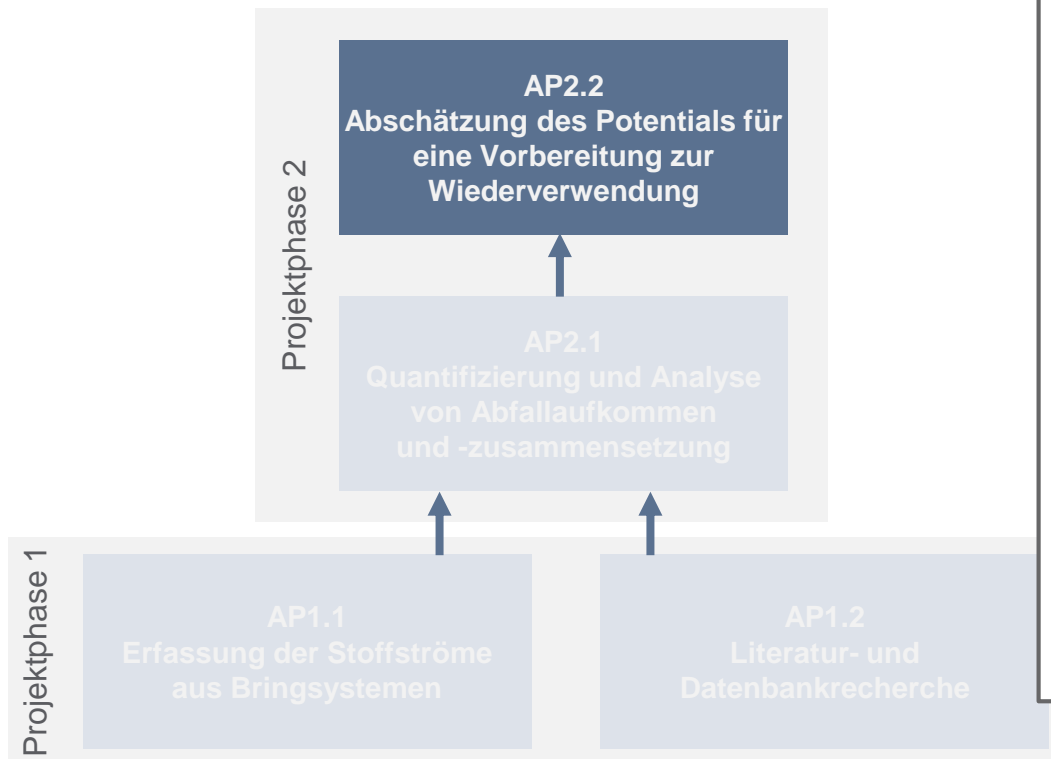 Projektphase 2
AP2.2
Abschätzung des Potentials für
eine Vorbereitung zur
Wiederverwendung
AP2.1
Quantifizierung und Analyse
von Abfallaufkommen
und -zusammensetzung
Projektphase 1
AP1.1
Erfassung der Stoffströme
aus Bringsystemen
AP1.2
Literatur- und
Datenbankrecherche